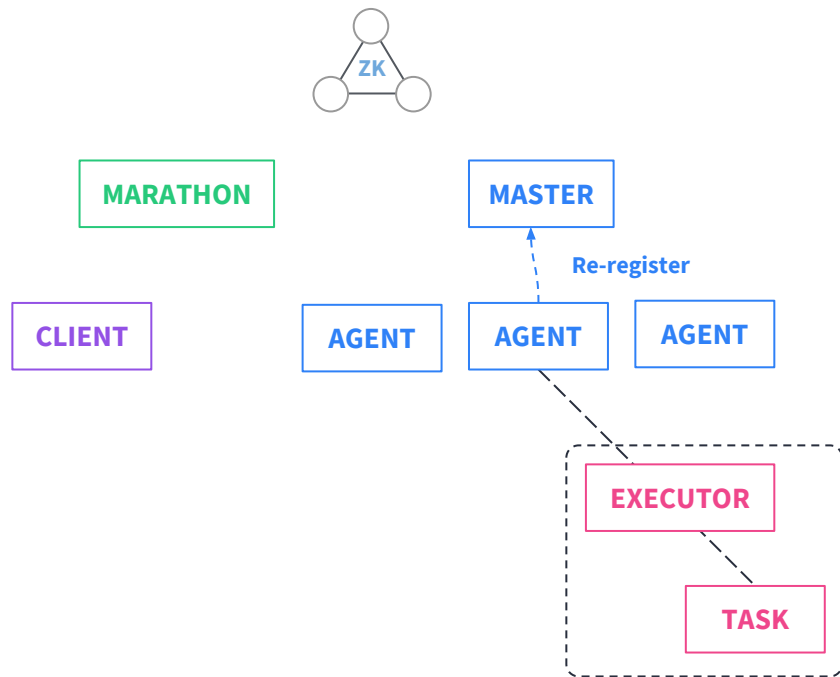 ZK
MARATHON
MASTER
Re-register
CLIENT
AGENT
AGENT
AGENT
EXECUTOR
TASK